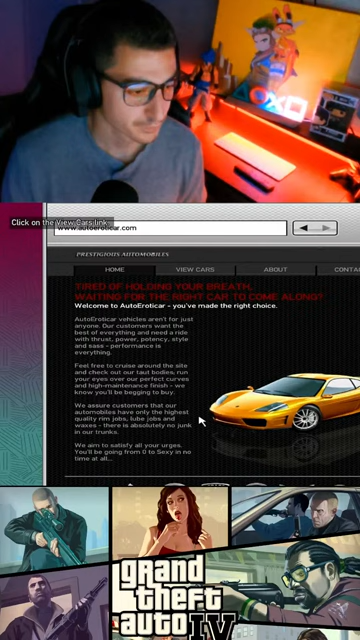 Click on the View Cars link.
www.autoeroticar.com
PRESTIGIOUS AUTOMOBILES
HOME VIEW CARS ABOUT CONTA
TIRED OF HOLDING YOUR BREATH,
WAITING FOR THE RIGHT CAR TO COME ALONG?
Welcome to AutoEroticar - you've made the right choice.
AutoEroticar vehicles aren't for just
anyone. Our customers want the
best of everything and need a ride
with thrust, power, potency, style
and sass - performance is
everything.
Feel free to cruise around the site
and check out our taut bodies, run
your eyes over our perfect curves
and high-maintenance finish - we
know you'll be begging to buy.
We assure customers that our
automobiles have only the highest
quality rim jobs, lube jobs and
waxes - there is absolutely no junk
in our trunks.
We aim to satisfy all your urges.
You'll be going from 0 to Sexy in no
time at all...
grand
theft
auto IV